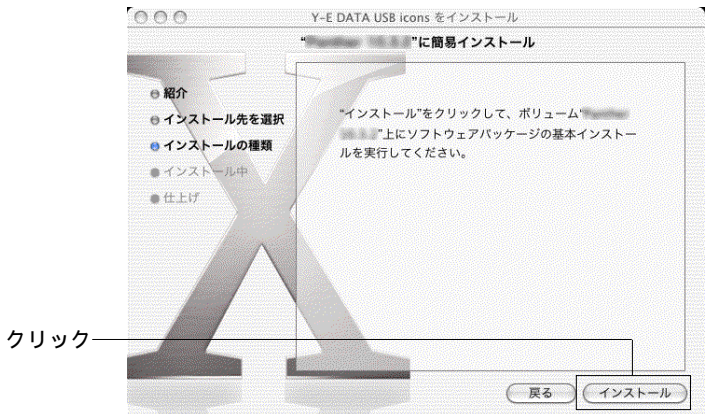 Y-E DATA USB icons をインストール
“ ”に簡易インストール
紹介
インストール先を選択
インストールの種類
インストール中
仕上げ
“インストール”をクリックして、ボリューム“
”上にソフトウェアパッケージの基本インストー
ルを実行してください。
クリック
戻る
インストール